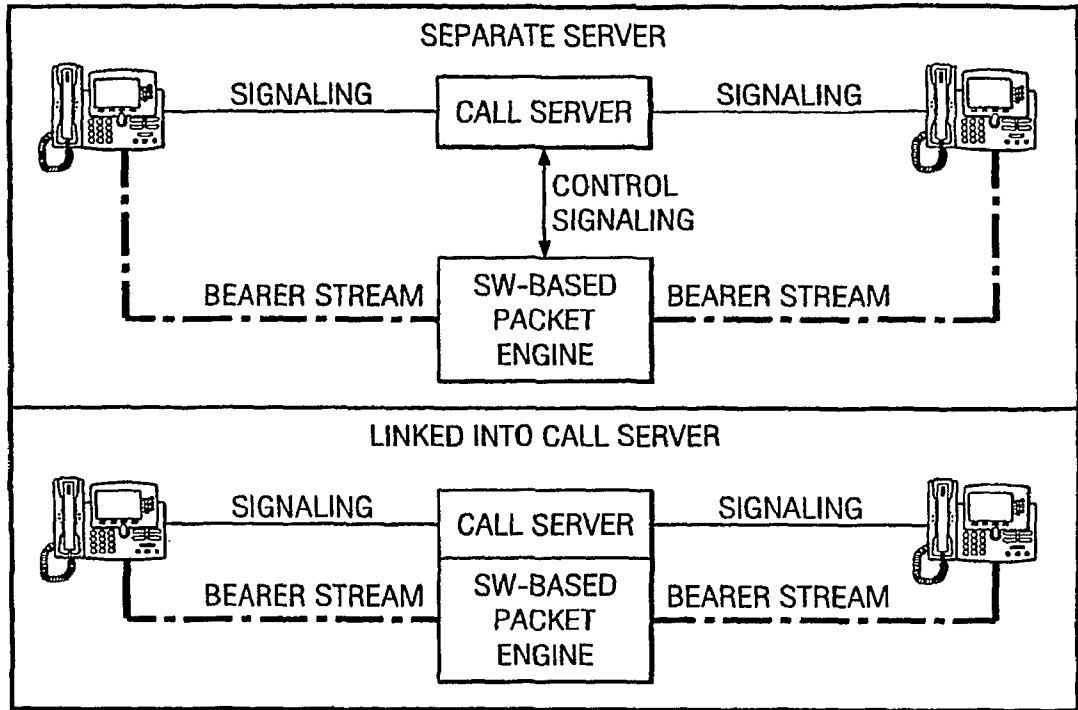 SEPARATE SERVER
SIGNALING
CALL SERVER
SIGNALING
CONTROL
SIGNALING
BEARER STREAM
SW-BASED
PACKET
ENGINE
BEARER STREAM
LINKED INTO CALL SERVER
SIGNALING
CALL SERVER
SIGNALING
BEARER STREAM
SW-BASED
PACKET
ENGINE
BEARER STREAM